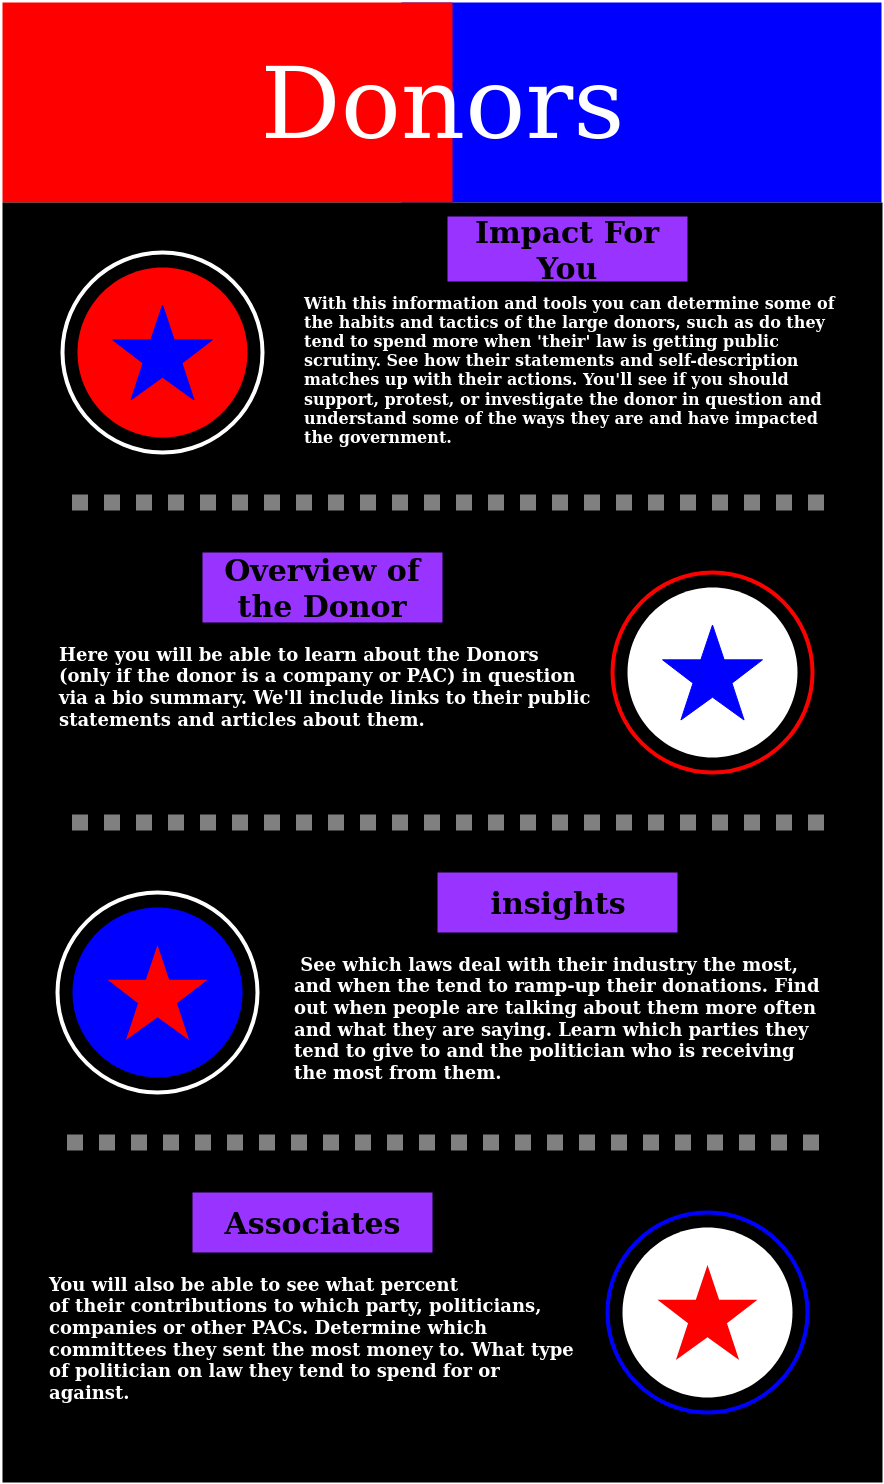 Donors
Impact For
You
With this information and tools you can determine some of
the habits and tactics of the large donors, such as do they
tend to spend more when 'their' law is getting public
scrutiny. See how their statements and self-description
matches up with their actions. You'll see if you should
support, protest, or investigate the donor in question and
understand some of the ways they are and have impacted
the government.
Overview of
the Donor
Here you will be able to learn about the Donors
(only if the donor is a company or PAC) in question
via a bio summary. We'll include links to their public
statements and articles about them.
insights
See which laws deal with their industry the most,
and when the tend to ramp-up their donations. Find
out when people are talking about them more often
and what they are saying. Learn which parties they
tend to give to and the politician who is receiving
the most from them.
Associates
You will also be able to see what percent
of their contributions to which party, politicians,
companies or other PACs. Determine which
committees they sent the most money to. What type
of politician on law they tend to spend for or
against.